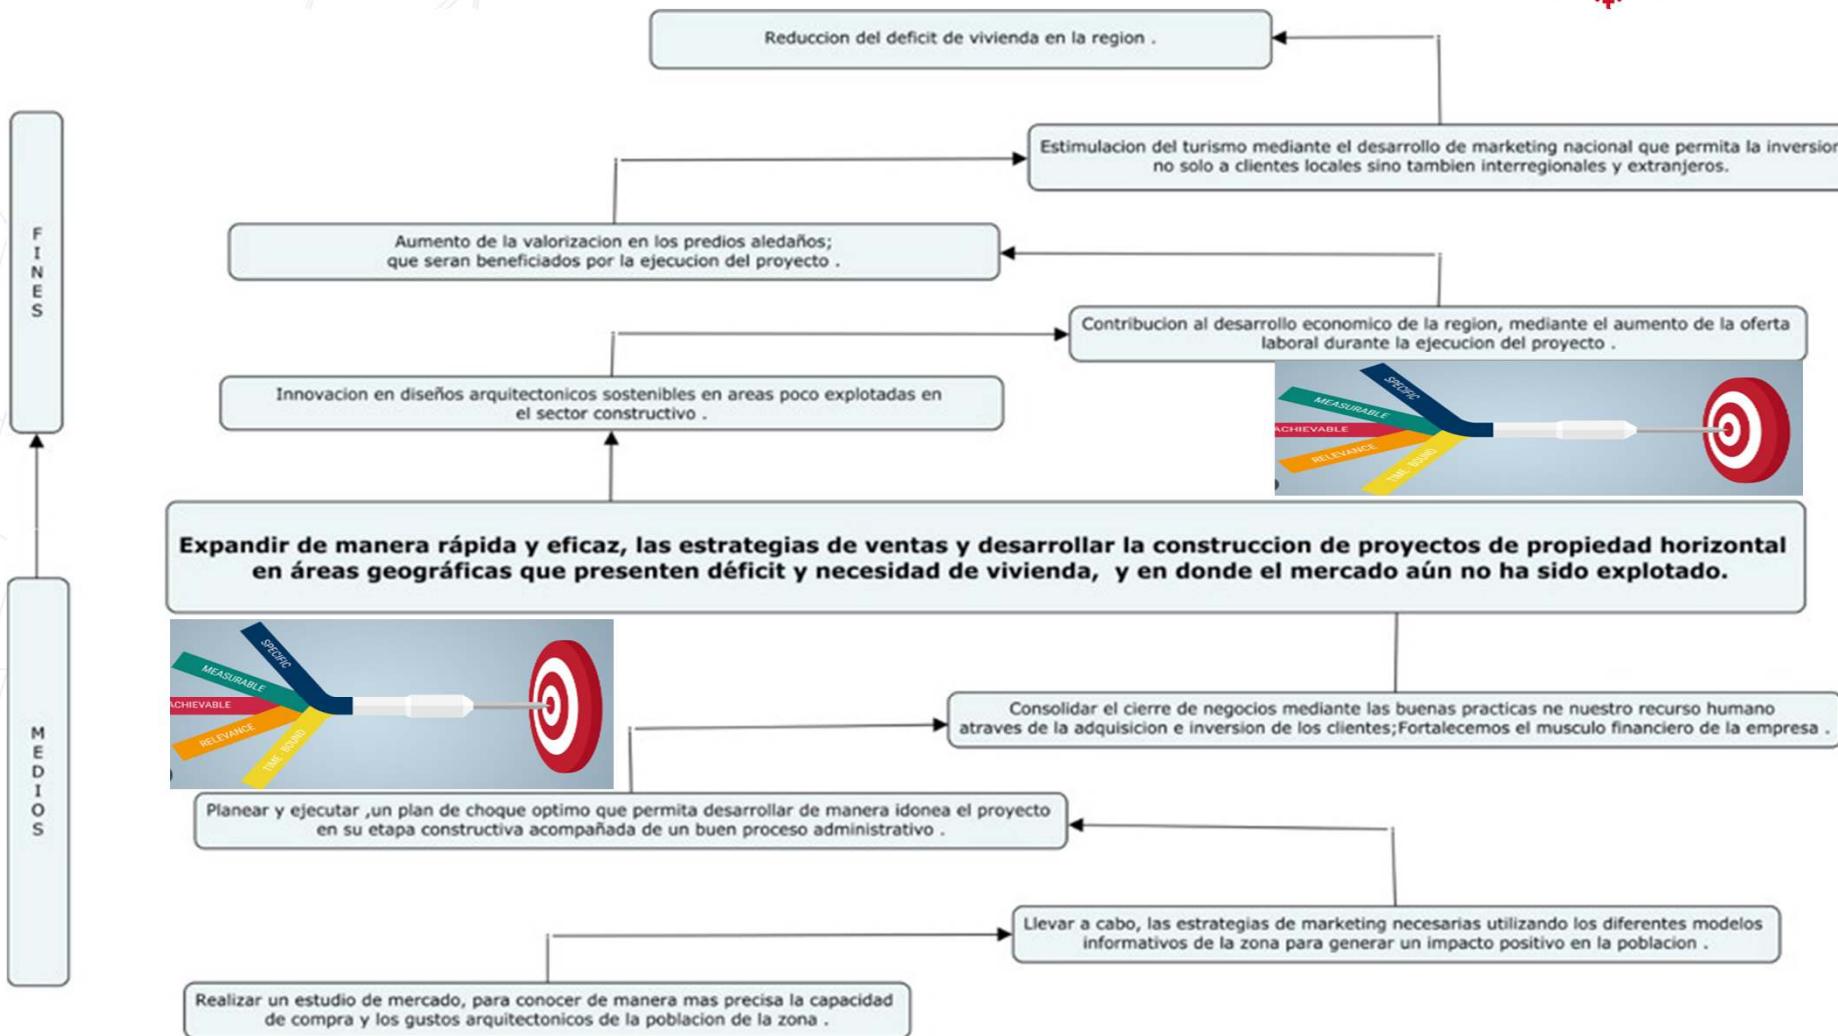 Reduccion del deficit de vivienda en la region .
Estimulacion del turismo mediante el desarrollo de marketing nacional que permita la inversion
no solo a clientes locales sino tambien interregionales y extranjeros.
F
I
N
E
S
Aumento de la valorizacion en los predios aledaños;
que seran beneficiados por la ejecucion del proyecto .
Contribucion al desarrollo economico de la region, mediante el aumento de la oferta
laboral durante la ejecucion del proyecto .
Innovacion en diseños arquitectonicos sostenibles en areas poco explotadas en
el sector constructivo .
SPECIFIC
MEASURABLE
ACHIEVABLE
RELEVANCE
TIME - BOUND
Expandir de manera rápida y eficaz, las estrategias de ventas y desarrollar la construccion de proyectos de propiedad horizontal
en áreas geográficas que presenten déficit y necesidad de vivienda, y en donde el mercado aún no ha sido explotado.
SPECIFIC
MEASURABLE
ACHIEVABLE
RELEVANCE
TIME - BOUND
M
E
D
I
O
S
Consolidar el cierre de negocios mediante las buenas practicas ne nuestro recurso humano
atraves de la adquisicion e inversion de los clientes;Fortalecemos el musculo financiero de la empresa .
Planear y ejecutar ,un plan de choque optimo que permita desarrollar de manera idonea el proyecto
en su etapa constructiva acompañada de un buen proceso administrativo .
Llevar a cabo, las estrategias de marketing necesarias utilizando los diferentes modelos
informativos de la zona para generar un impacto positivo en la poblacion .
Realizar un estudio de mercado, para conocer de manera mas precisa la capacidad
de compra y los gustos arquitectonicos de la poblacion de la zona .